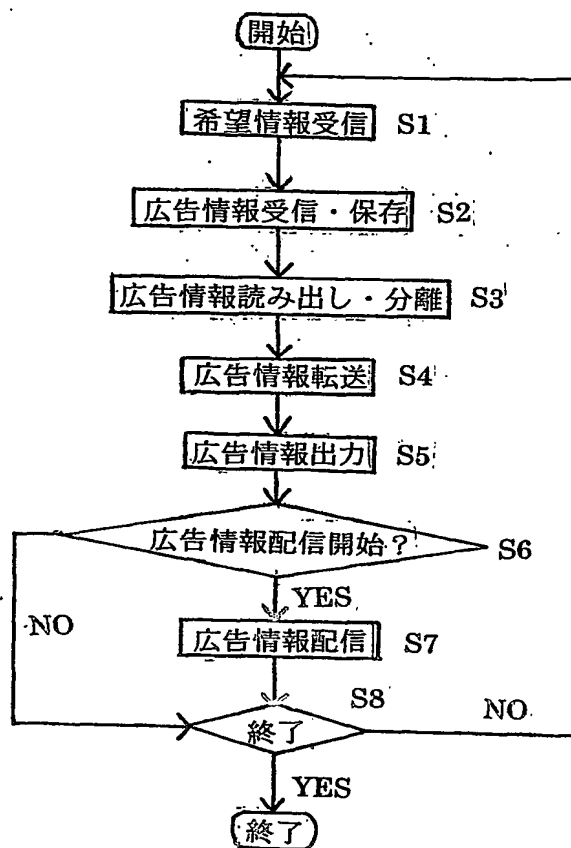 開始
希望情報受信 S1
広告情報受信・保存 S2
広告情報読み出し・分離 S3
広告情報転送 S4
広告情報出力 S5
広告情報配信開始? S6
YES
NO
広告情報配信 S7
S8
NO
終了
YES
終了